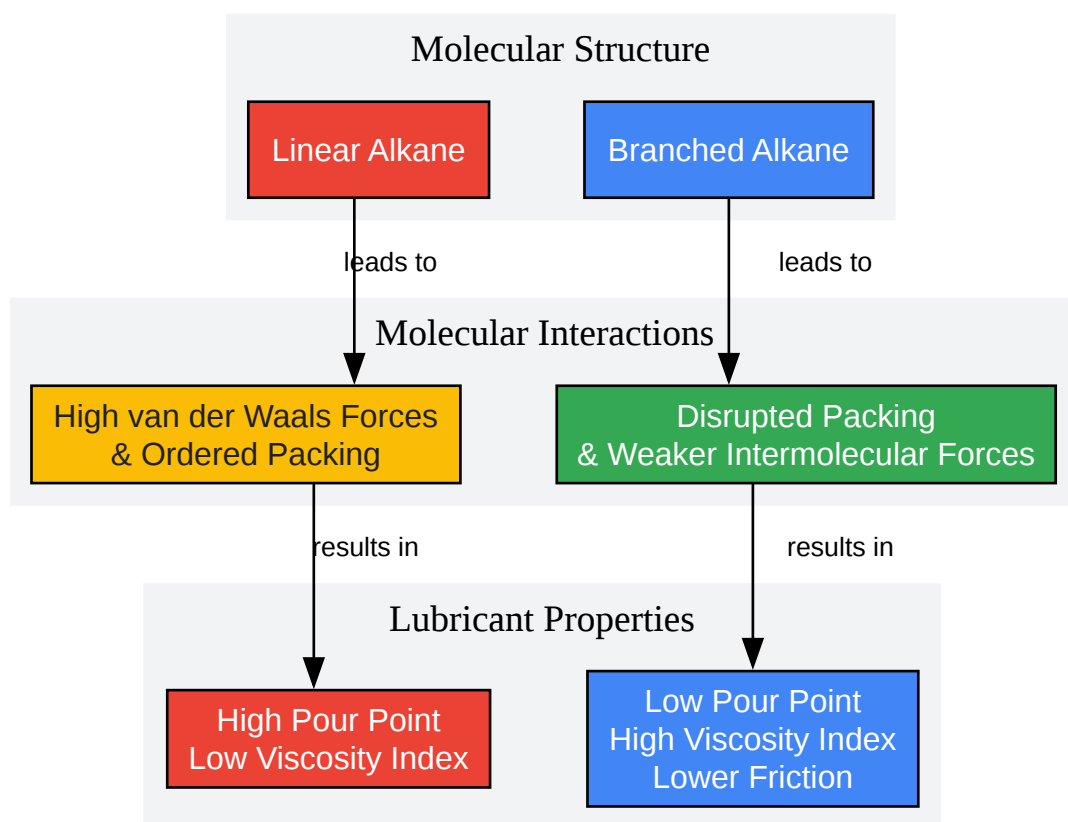 Molecular Structure
Linear Alkane
Branched Alkane
leads to
leads to
Molecular Interactions
High van der Waals Forces
& Ordered Packing
Disrupted Packing
& Weaker Intermolecular Forces
results in
results in
Lubricant Properties
High Pour Point
Low Viscosity Index
Low Pour Point
High Viscosity Index
Lower Friction